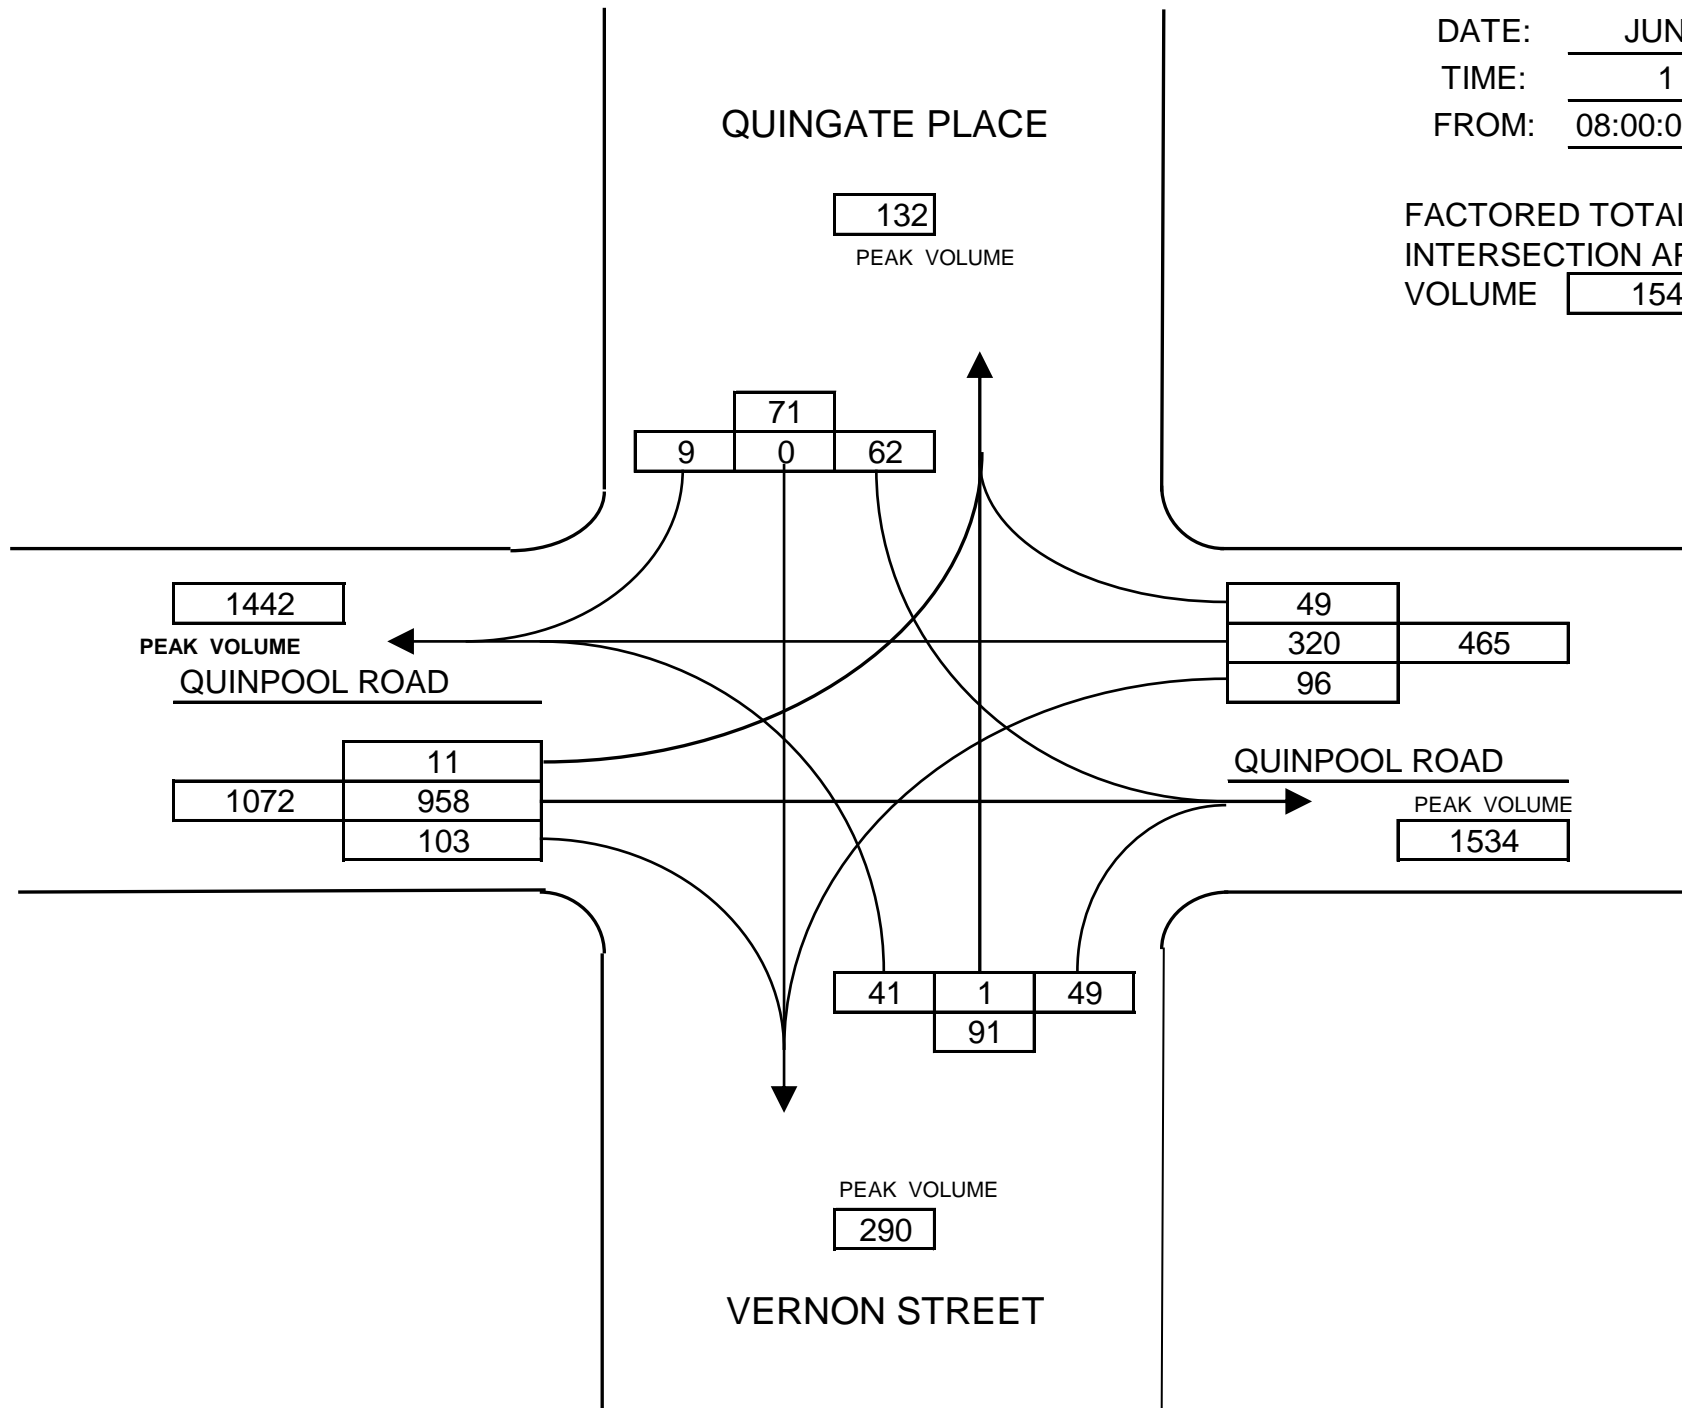 DATE: JUN
TIME: 1
QUINGATE PLACE
FROM: 08:00:0
132
PEAK VOLUME
FACTORED TOTAL
INTERSECTION
VOLUME 154
71
9 0 62
1442
PEAK VOLUME
QUINPOOL ROAD
49
320 465
96
11
1072 958
103
QUINPOOL ROAD
PEAK VOLUME
1534
41 1 49
91
PEAK VOLUME
290
VERNON STREET